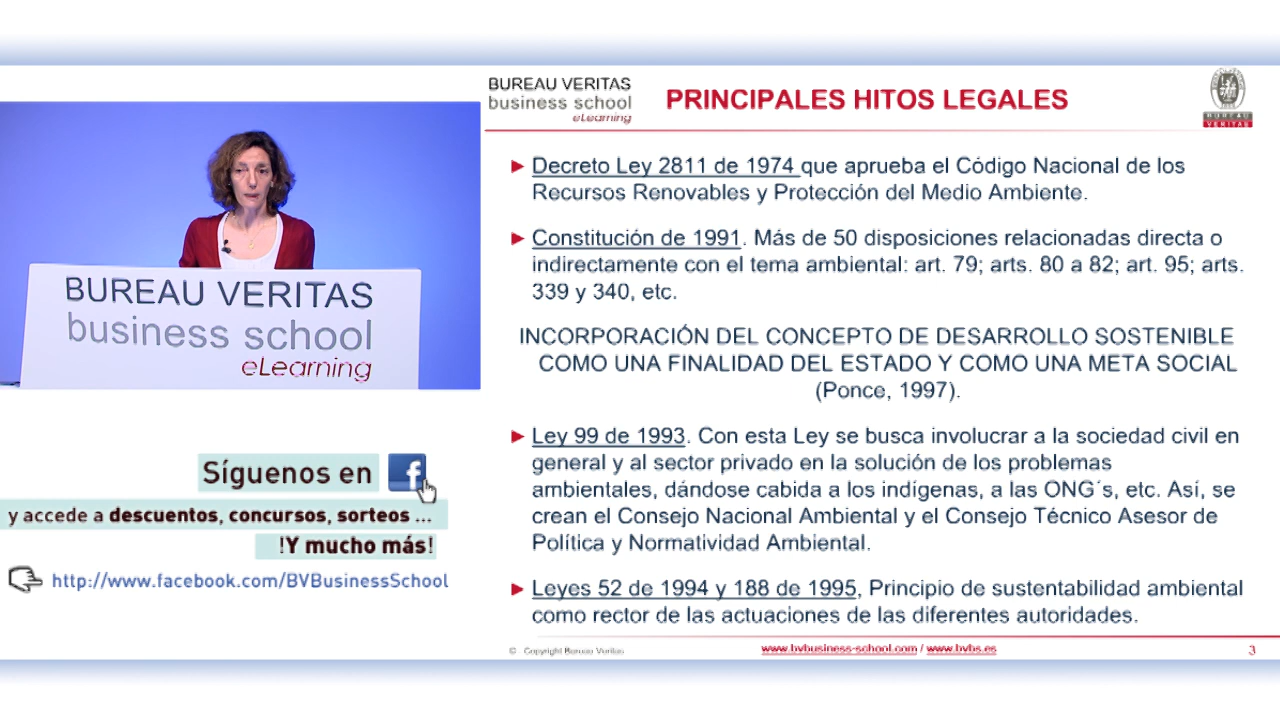 BUREAU VERITAS
business school
eLearning
PRINCIPALES HITOS LEGALES
BUREAU
VERITAS
► Decreto Ley 2811 de 1974 que aprueba el Código Nacional de los
Recursos Renovables y Protección del Medio Ambiente.
► Constitución de 1991. Más de 50 disposiciones relacionadas directa o
indirectamente con el tema ambiental: art. 79; arts. 80 a 82; art. 95; arts.
339 y 340, etc.
INCORPORACIÓN DEL CONCEPTO DE DESARROLLO SOSTENIBLE
COMO UNA FINALIDAD DEL ESTADO Y COMO UNA META SOCIAL
(Ponce, 1997).
► Ley 99 de 1993. Con esta Ley se busca involucrar a la sociedad civil en
general y al sector privado en la solución de los problemas
ambientales, dándose cabida a los indígenas, a las ONG´s, etc. Así, se
crean el Consejo Nacional Ambiental y el Consejo Técnico Asesor de
Política y Normatividad Ambiental.
► Leyes 52 de 1994 y 188 de 1995, Principio de sustentabilidad ambiental
como rector de las actuaciones de las diferentes autoridades.
© Copyright Bureau Veritas
www.bvbusiness-school.com / www.bvbs.es
3
BUREAU VERITAS
business school
eLearning
Síguenos en f
y accede a descuentos, concursos, sorteos ...
!Y mucho más!
http://www.facebook.com/BVBusinessSchool